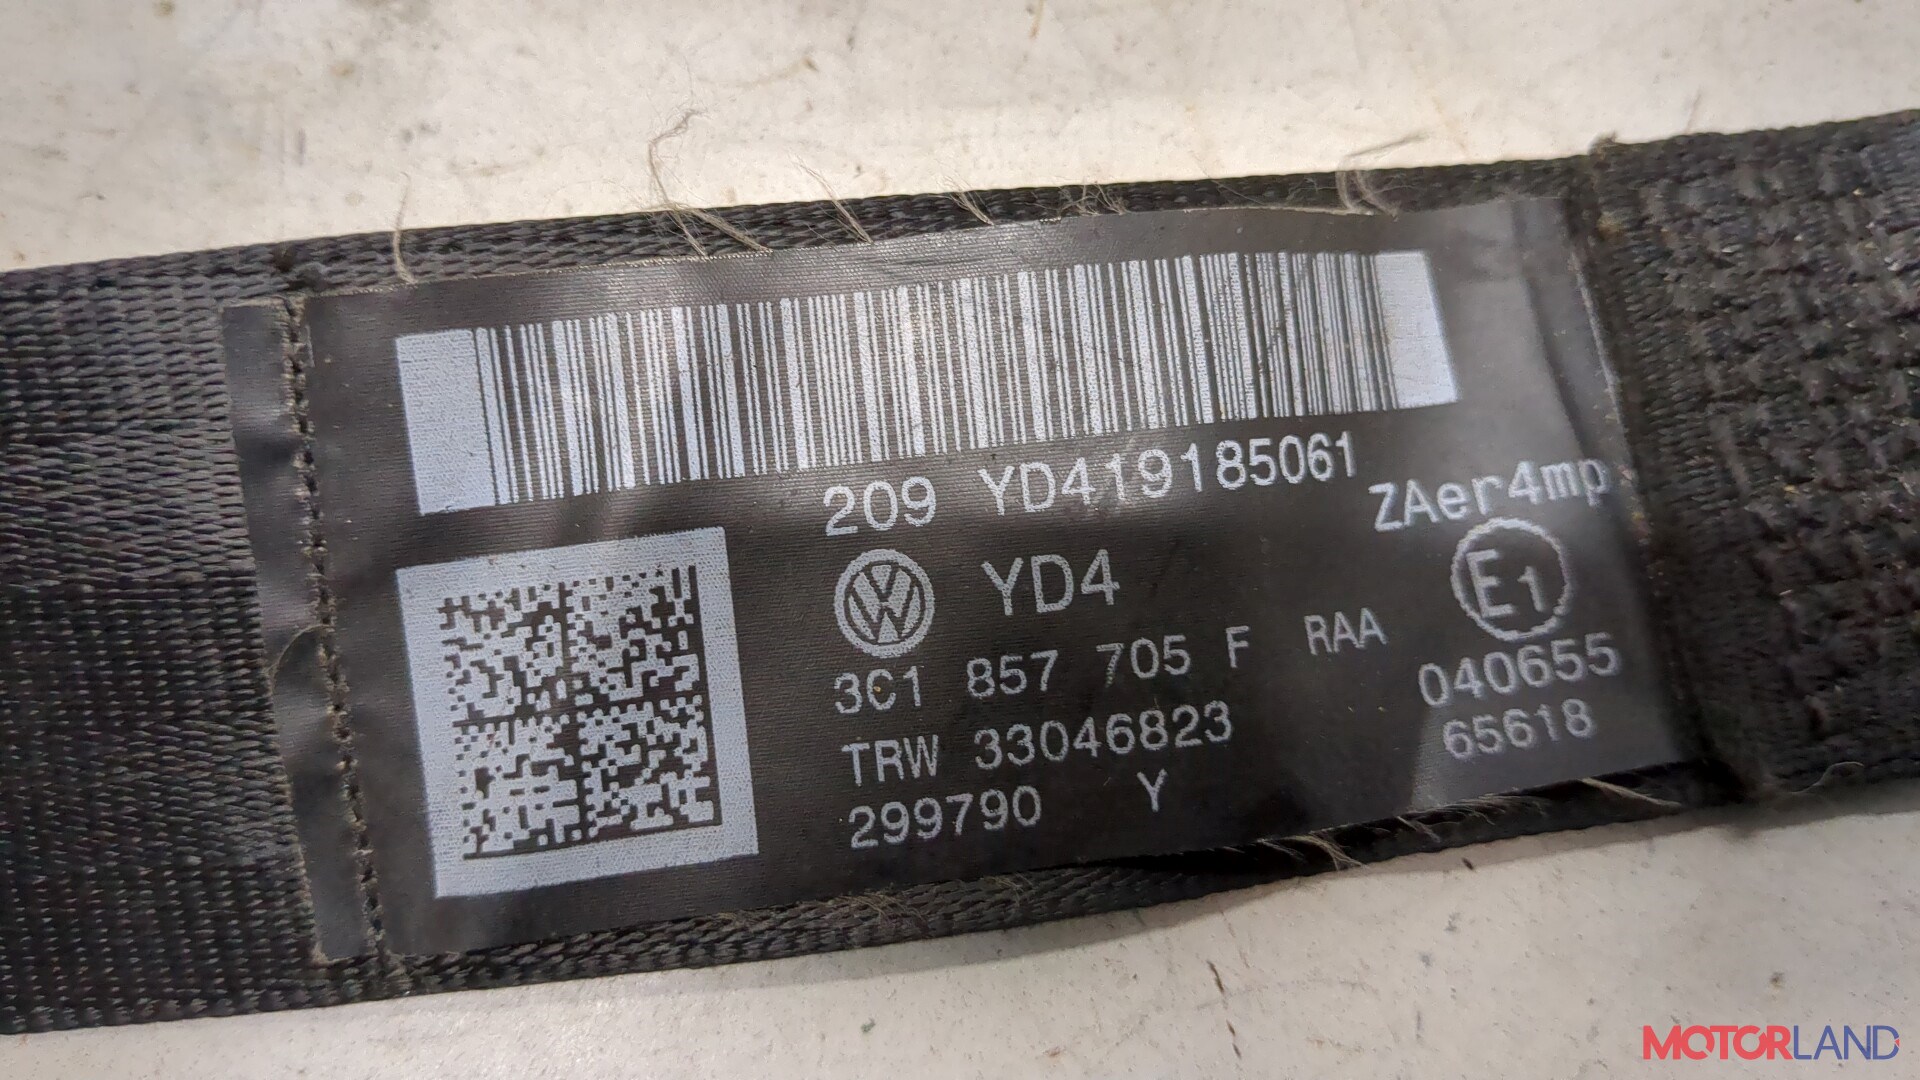 209 YD419185061
ZAer4mp
YD4
E1
3C1 857 705 F RAA
040655
TRW 33046823
65618
299790 Y
MOTORLAND